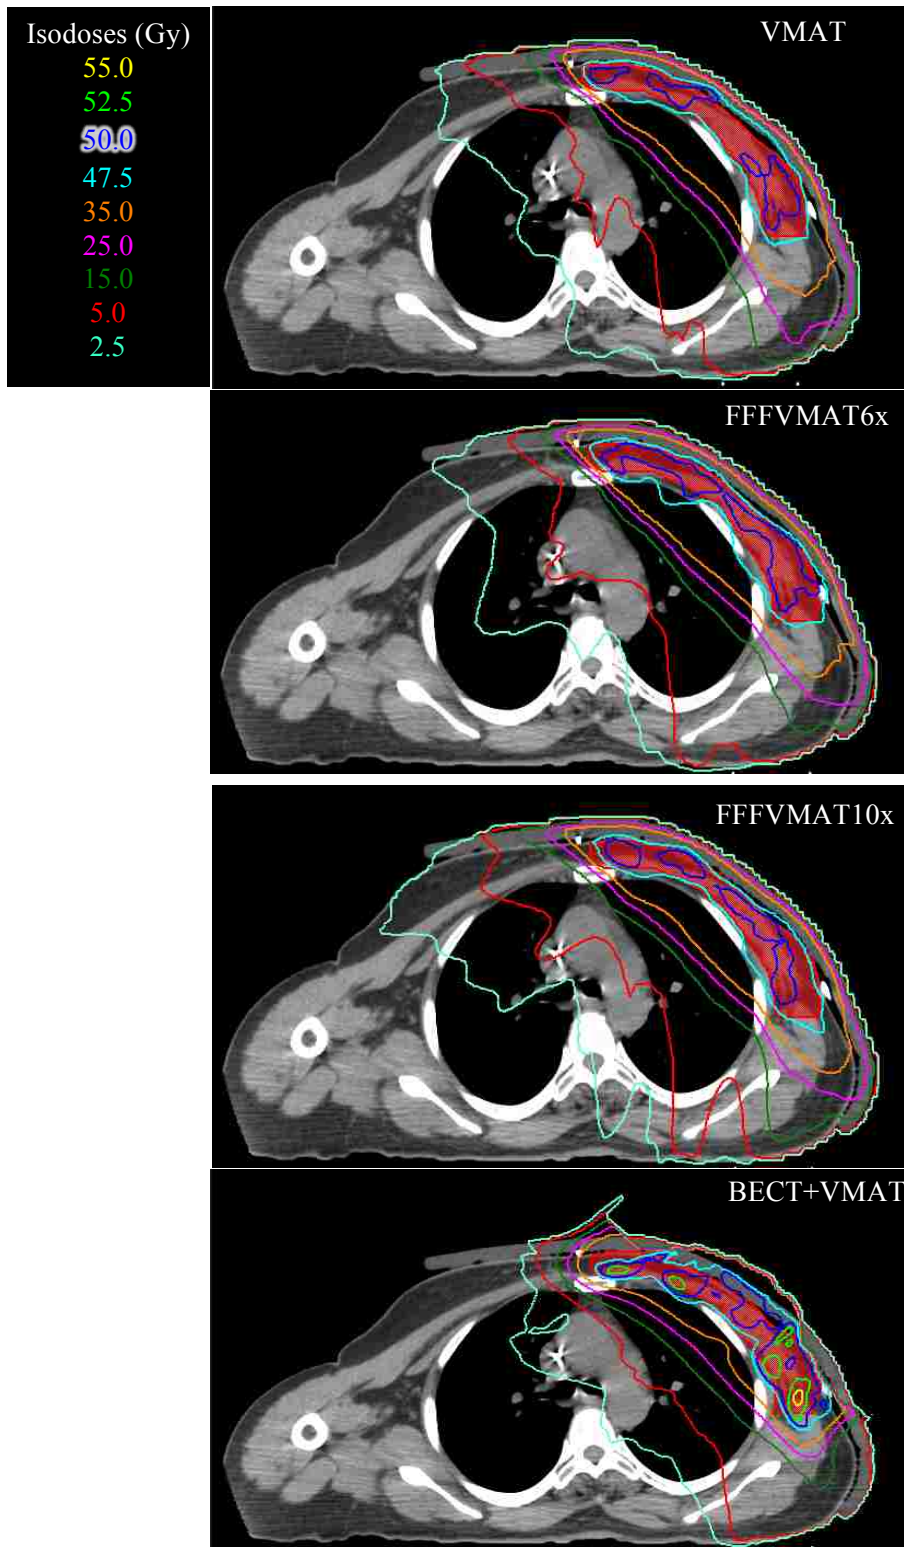 Isodoses (Gy)
55.0
52.5
50.0
47.5
35.0
25.0
15.0
5.0
2.5
VMAT
FFFVMAT6x
FFFVMAT10x
BECT+VMAT